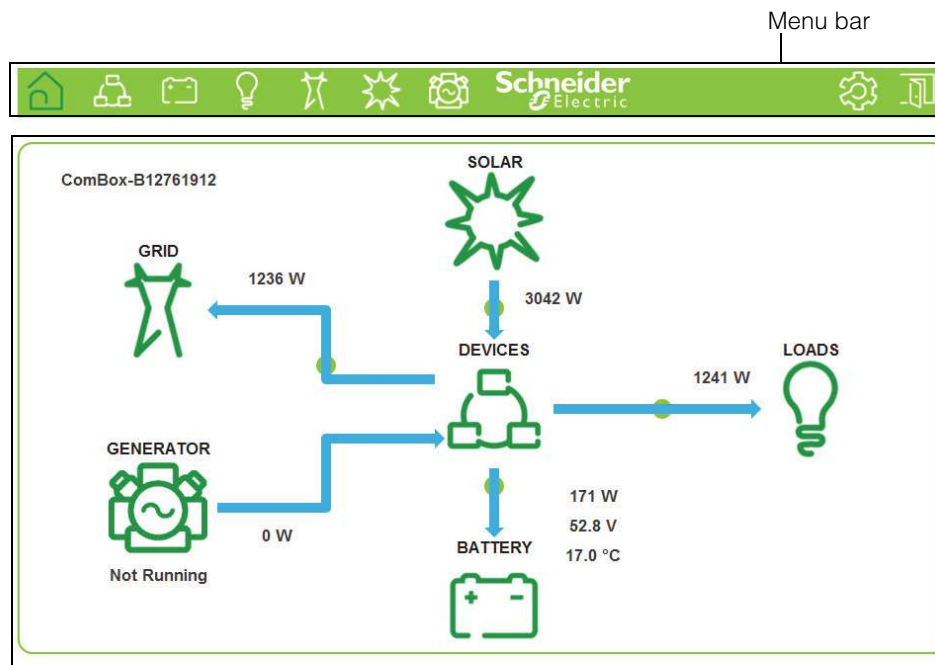 Menu bar
Schneider
Electric
ComBox-B12761912
SOLAR
GRID
1236 W
3042 W
DEVICES
LOADS
1241 W
GENERATOR
0 W
Not Running
171 W
52.8 V
17.0 °C
BATTERY